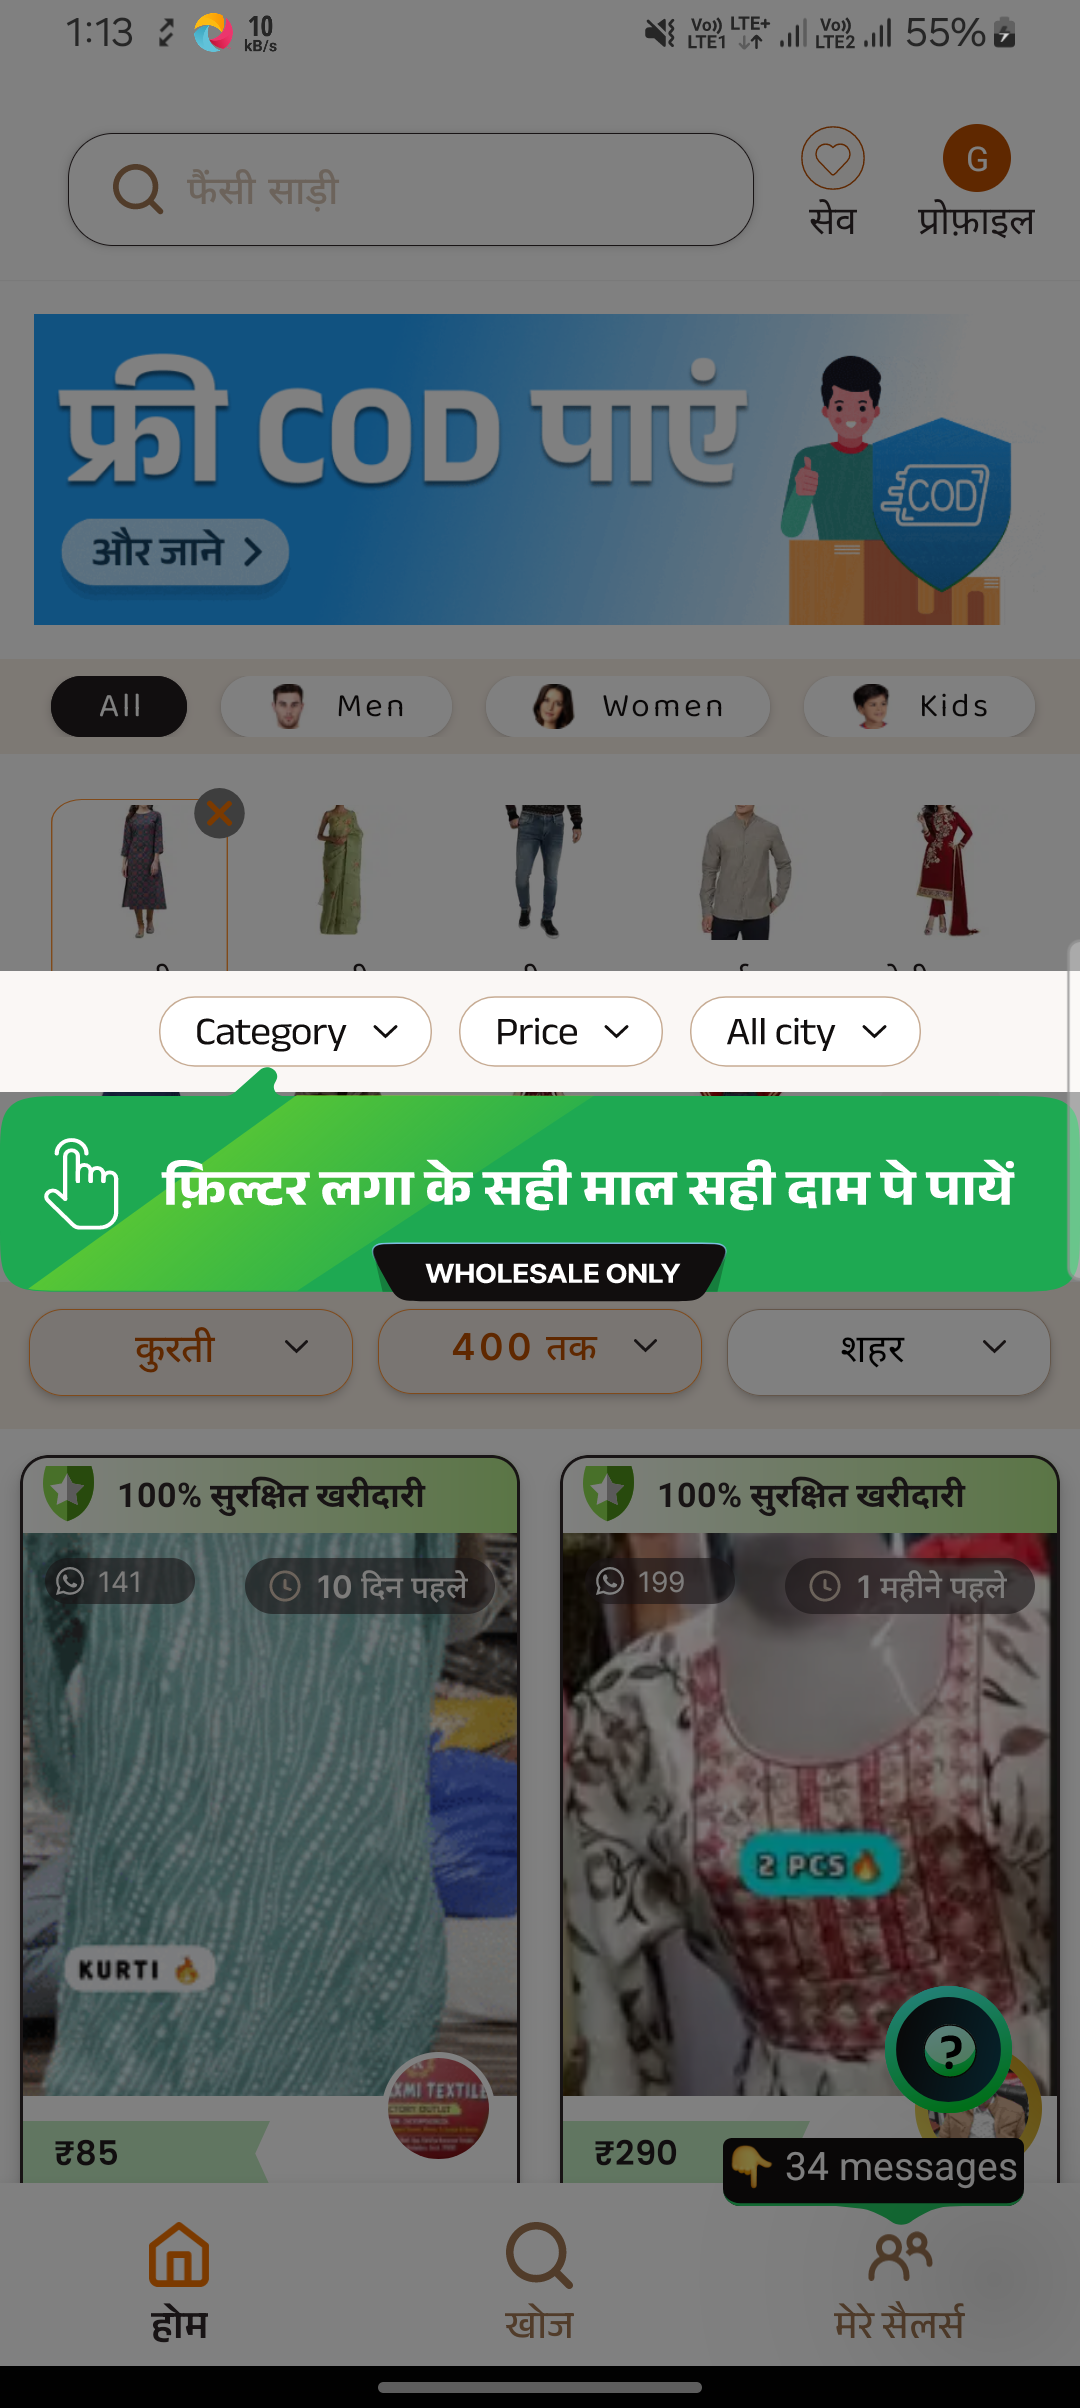 1:13
10
kB/s
Vo))
LTE1
LTE+
Vo))
LTE2
55%
फैंसी साड़ी
सेव
G
प्रोफ़ाइल
फ्री COD पाएं
COD
और जाने
All
Men
Women
Kids
Category
Price
All city
फ़िल्टर लगा के सही माल सही दाम पे पायें
WHOLESALE ONLY
कुरती
400 तक
शहर
100% सुरक्षित खरीदारी
100% सुरक्षित खरीदारी
141
10 दिन पहले
199
1 महीने पहले
2 PCS
KURTI
XMI TEXTILE
?
₹85
₹290
34 messages
होम
खोज
मेरे सैलर्स